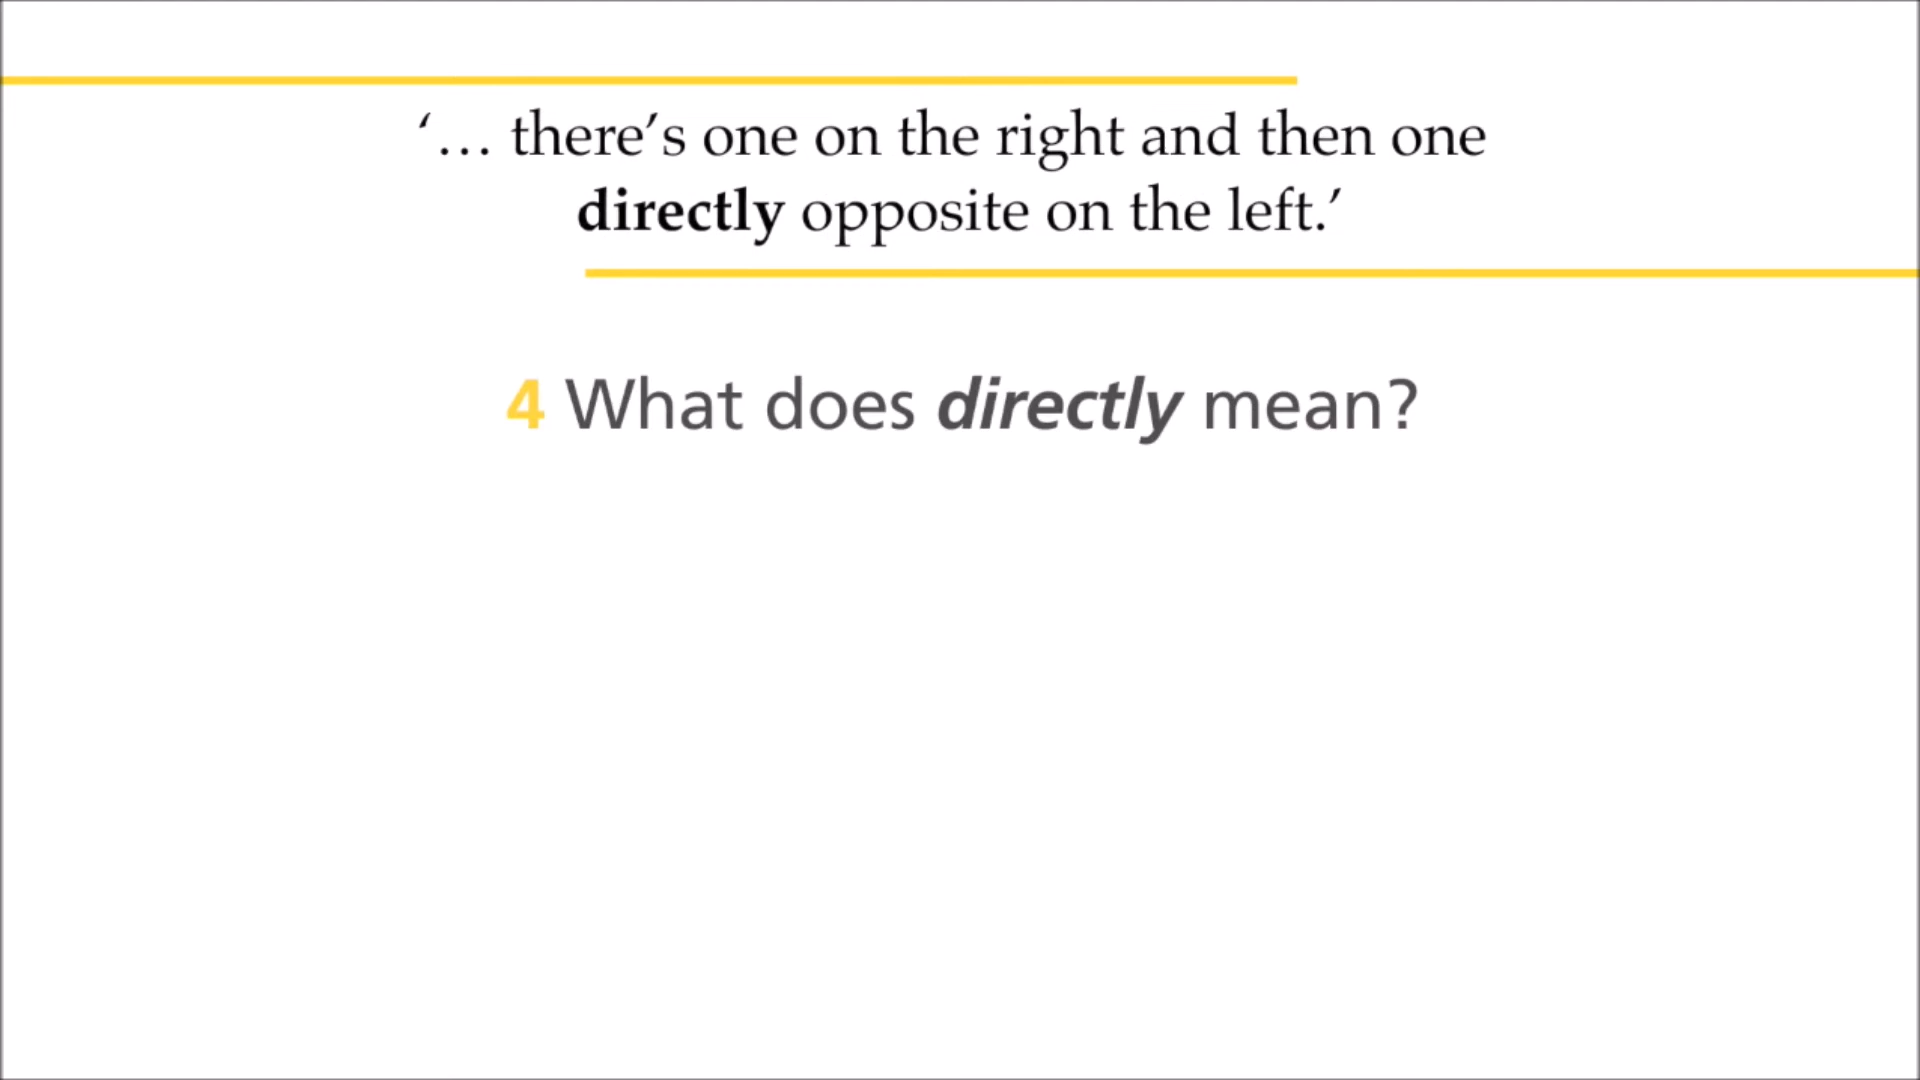 ‘… there’s one on the right and then one
directly opposite on the left.’
4 What does directly mean?